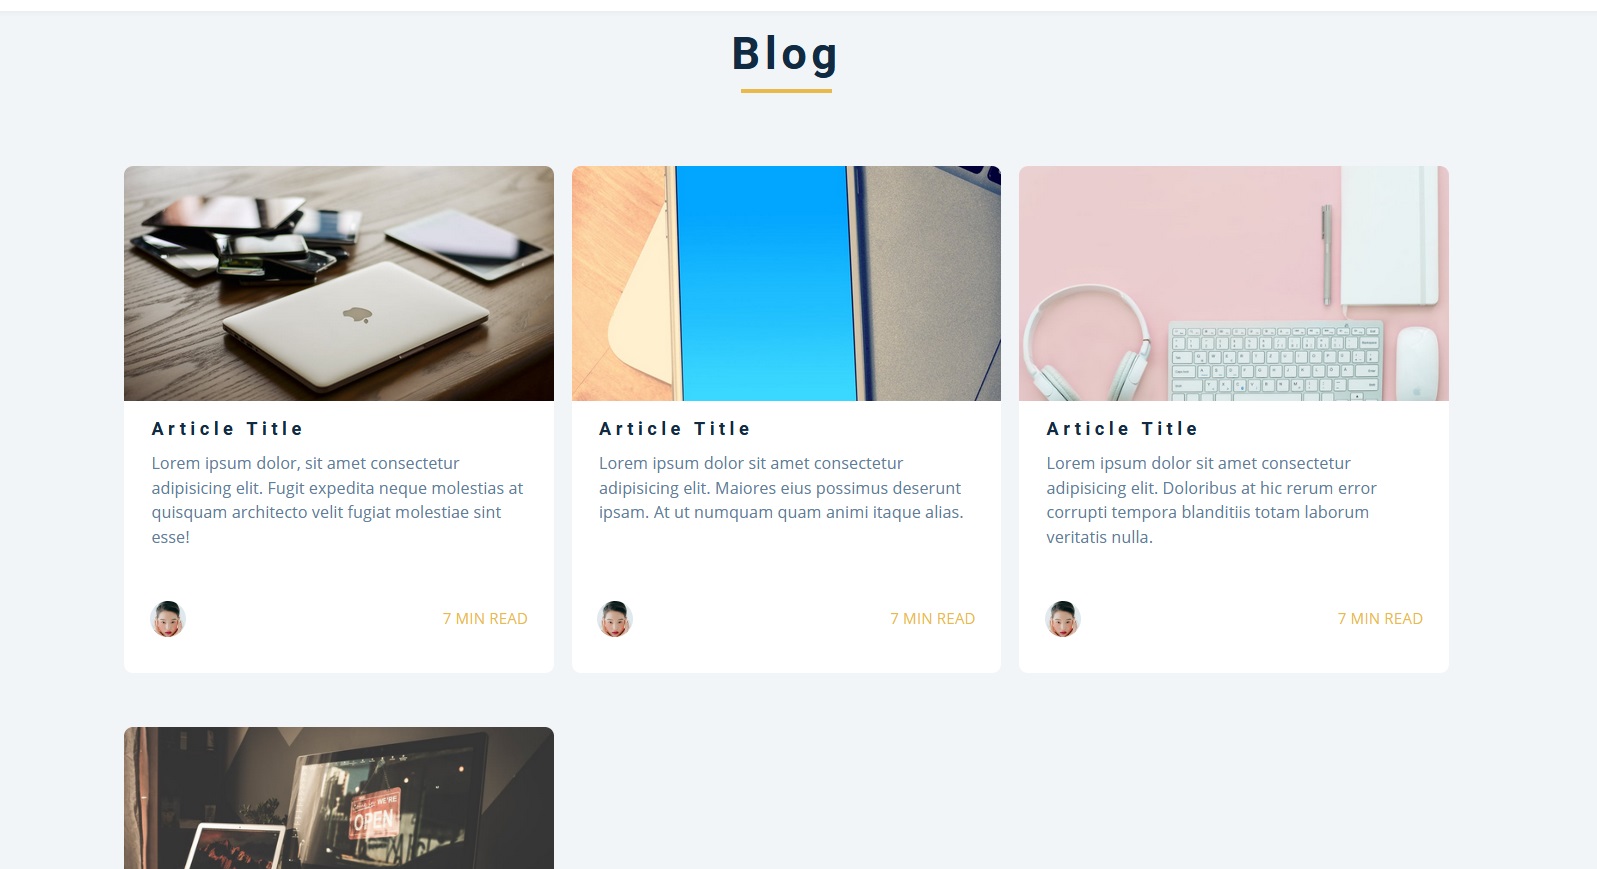 Blog
Article Title
Lorem ipsum dolor, sit amet consectetur
adipisicing elit. Fugit expedita neque molestias at
quisquam architecto velit fugiat molestiae sint
esse!
7 MIN READ
Article Title
Lorem ipsum dolor sit amet consectetur
adipisicing elit. Maiores eius possimus deserunt
ipsam. At ut numquam quam animi itaque alias.
7 MIN READ
Article Title
Lorem ipsum dolor sit amet consectetur
adipisicing elit. Doloribus at hic rerum error
corrupti tempora blanditiis totam laborum
veritatis nulla.
7 MIN READ
WE'RE
OPEN